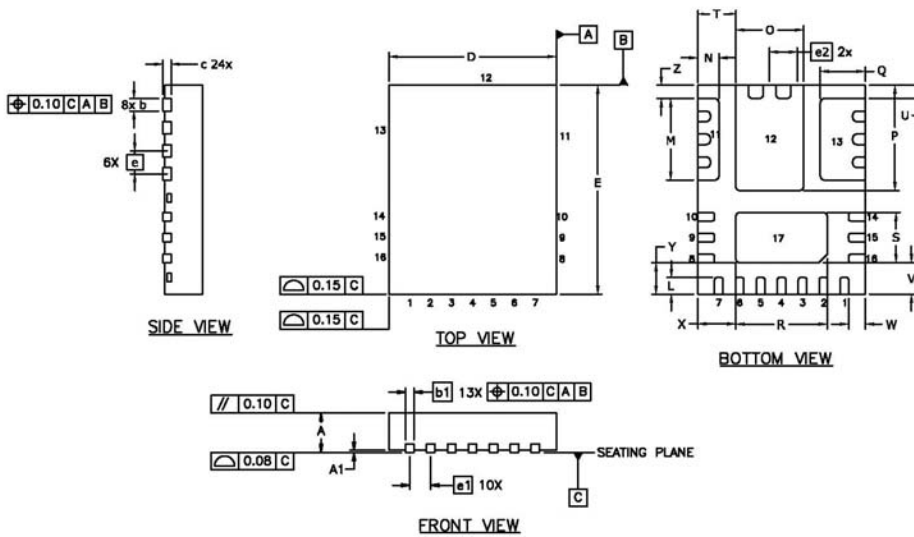 c 24x
⌖ 0.10 C A B
8x b
6X e
SIDE VIEW
D
A
B
12
13
11
E
14
10
15
9
16
8
⌓ 0.15 C
⌓ 0.15 C
1 2 3 4 5 6 7
TOP VIEW
T
O
N
e2 2x
Z
Q
U
M
11
12
13
P
10
14
9
17
15
S
8
16
Y
L
V
7 6 5 4 3 2 1
X
R
W
BOTTOM VIEW
b1 13X ⌖ 0.10 C A B
// 0.10 C
A
⌓ 0.08 C
A1
SEATING PLANE
e1 10X
C
FRONT VIEW